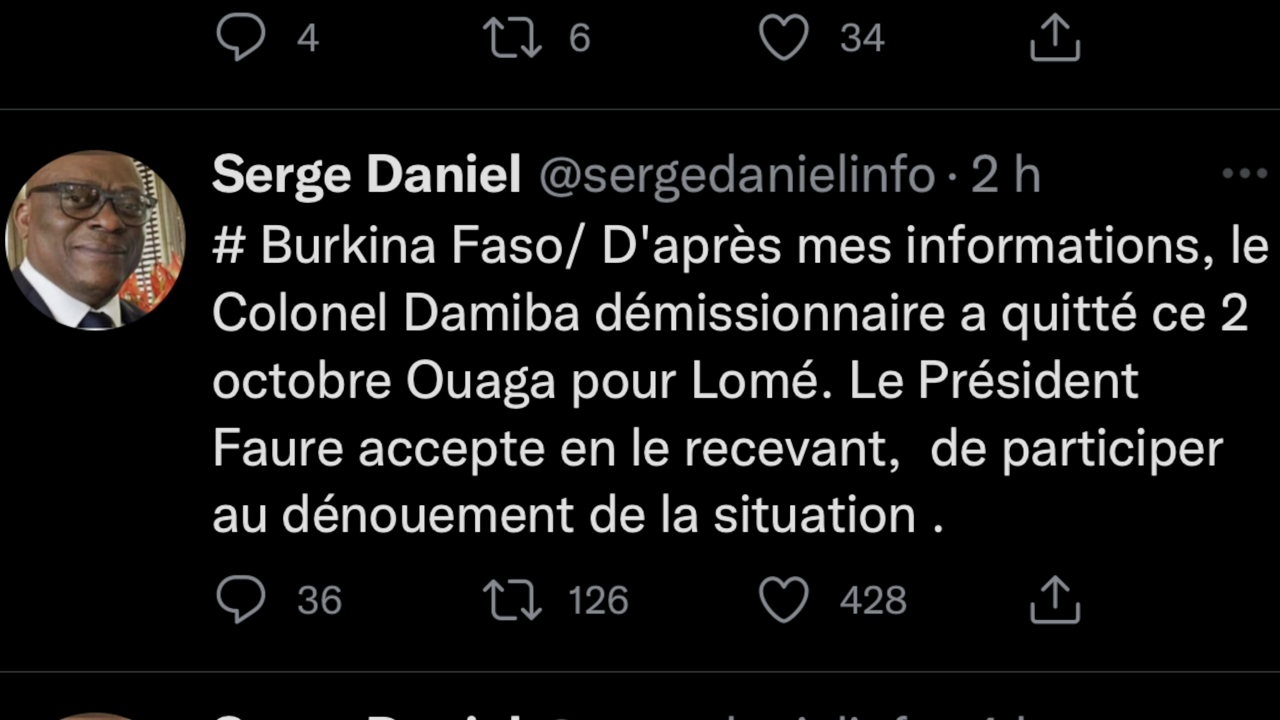 4 6 34
Serge Daniel @sergedanielinfo · 2 h
# Burkina Faso/ D'après mes informations, le
Colonel Damiba démissionnaire a quitté ce 2
octobre Ouaga pour Lomé. Le Président
Faure accepte en le recevant,  de participer
au dénouement de la situation .
36 126 428